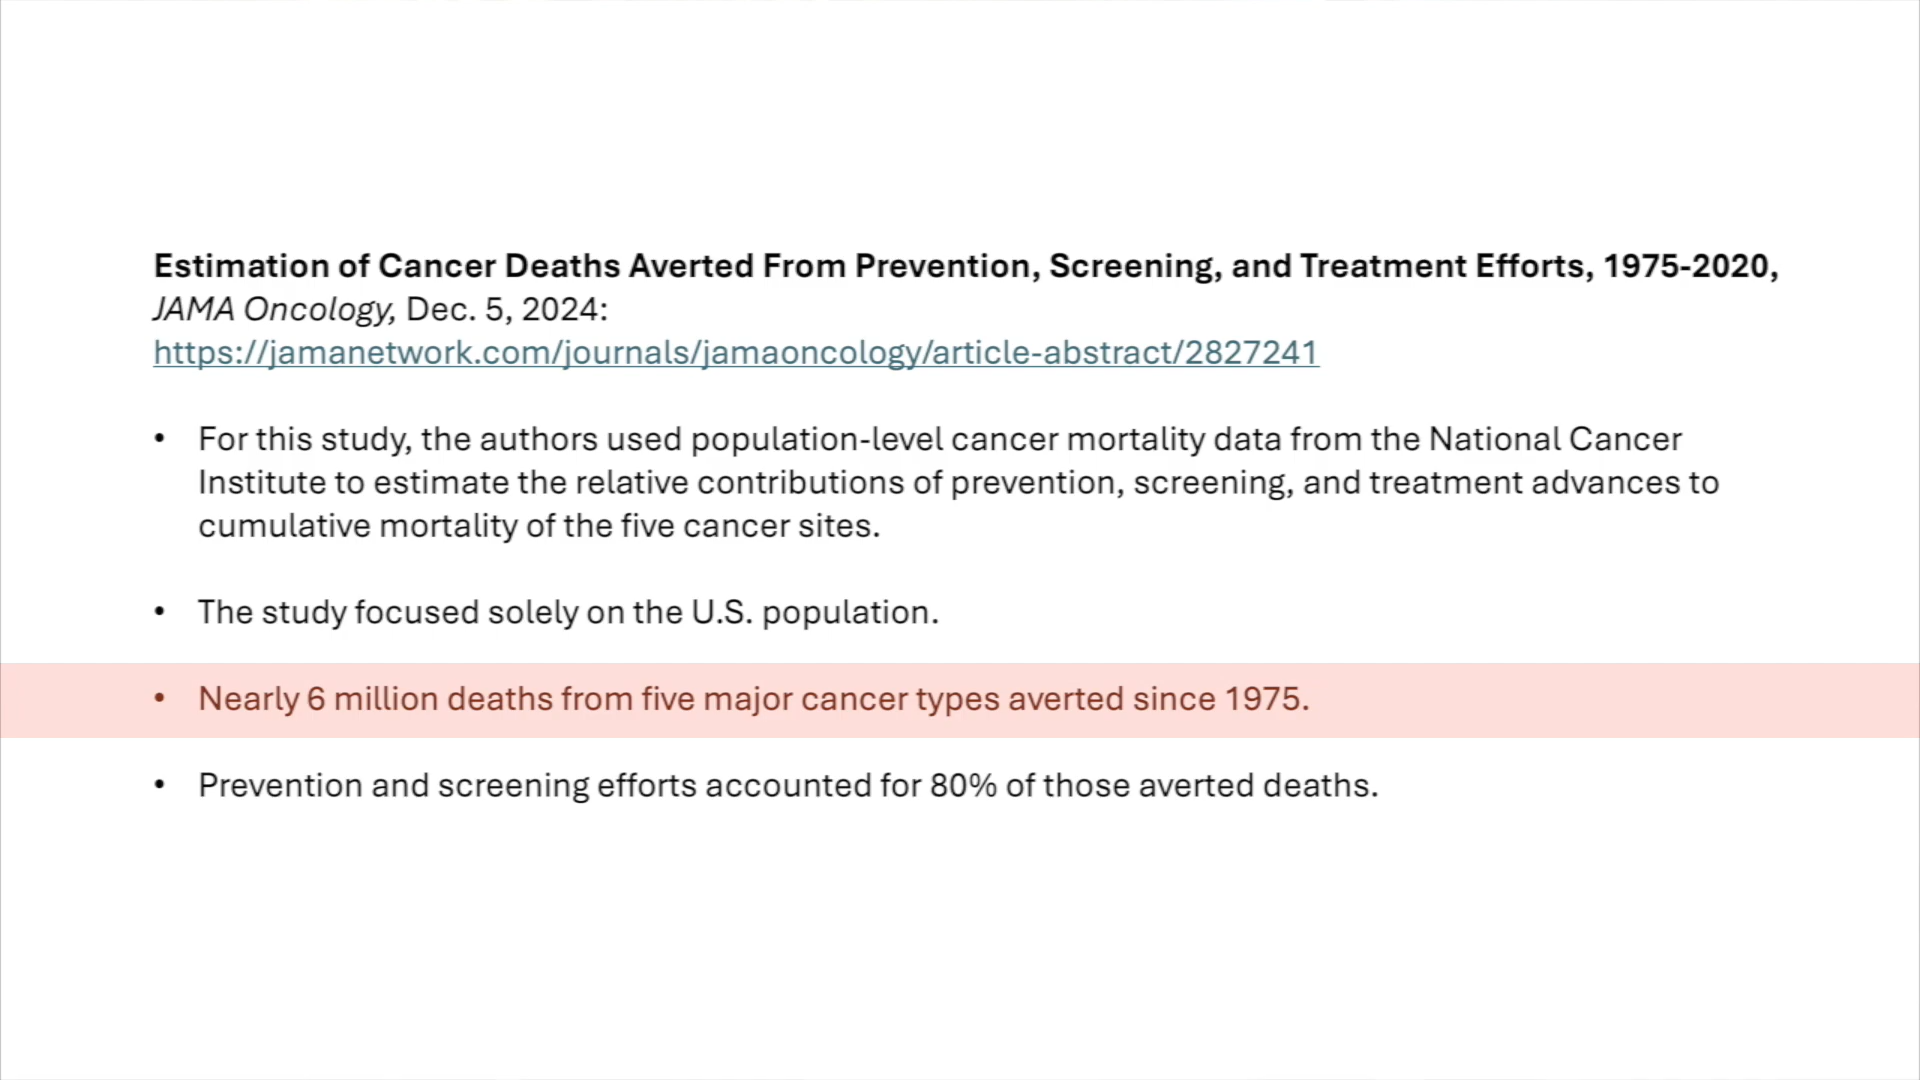 Estimation of Cancer Deaths Averted From Prevention, Screening, and Treatment Efforts, 1975-2020,
JAMA Oncology, Dec. 5, 2024:
https://jamanetwork.com/journals/jamaoncology/article-abstract/2827241
• For this study, the authors used population-level cancer mortality data from the National Cancer
Institute to estimate the relative contributions of prevention, screening, and treatment advances to
cumulative mortality of the five cancer sites.
• The study focused solely on the U.S. population.
• Nearly 6 million deaths from five major cancer types averted since 1975.
• Prevention and screening efforts accounted for 80% of those averted deaths.